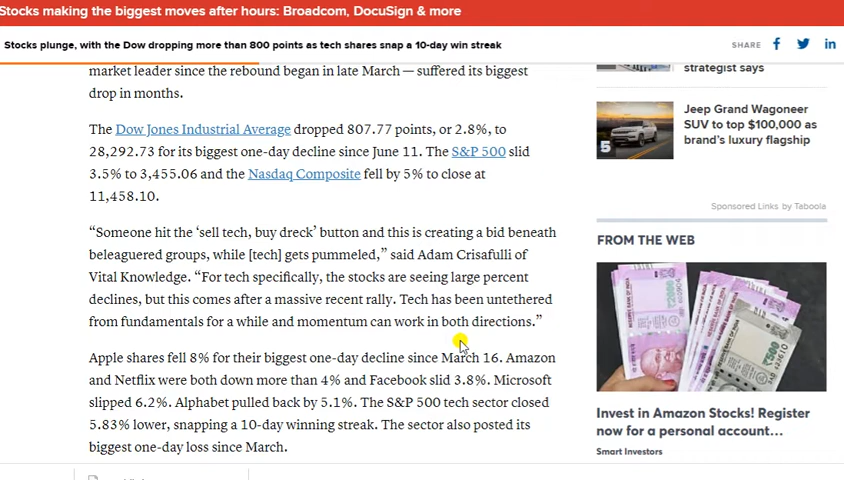 Stocks making the biggest moves after hours: Broadcom, DocuSign & more
Stocks plunge, with the Dow dropping more than 800 points as tech shares snap a 10-day win streak
SHARE
market leader since the rebound began in late March — suffered its biggest
drop in months.
The Dow Jones Industrial Average dropped 807.77 points, or 2.8%, to
28,292.73 for its biggest one-day decline since June 11. The S&P 500 slid
3.5% to 3,455.06 and the Nasdaq Composite fell by 5% to close at
11,458.10.
“Someone hit the ‘sell tech, buy dreck’ button and this is creating a bid beneath
beleaguered groups, while [tech] gets pummeled,” said Adam Crisafulli of
Vital Knowledge. “For tech specifically, the stocks are seeing large percent
declines, but this comes after a massive recent rally. Tech has been untethered
from fundamentals for a while and momentum can work in both directions.”
Apple shares fell 8% for their biggest one-day decline since March 16. Amazon
and Netflix were both down more than 4% and Facebook slid 3.8%. Microsoft
slipped 6.2%. Alphabet pulled back by 5.1%. The S&P 500 tech sector closed
5.83% lower, snapping a 10-day winning streak. The sector also posted its
biggest one-day loss since March.
strategist says
5
Jeep Grand Wagoneer
SUV to top $100,000 as
brand’s luxury flagship
Sponsored Links by Taboola
FROM THE WEB
Invest in Amazon Stocks! Register
now for a personal account…
Smart Investors